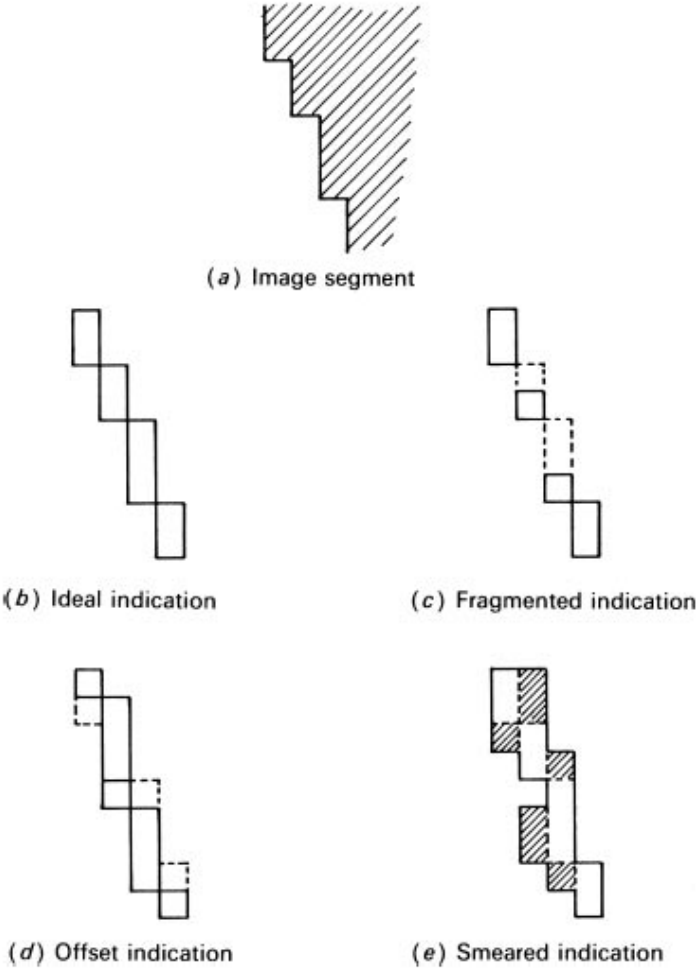 (a) Image segment
(b) Ideal indication
(c) Fragmented indication
(d) Offset indication
(e) Smeared indication